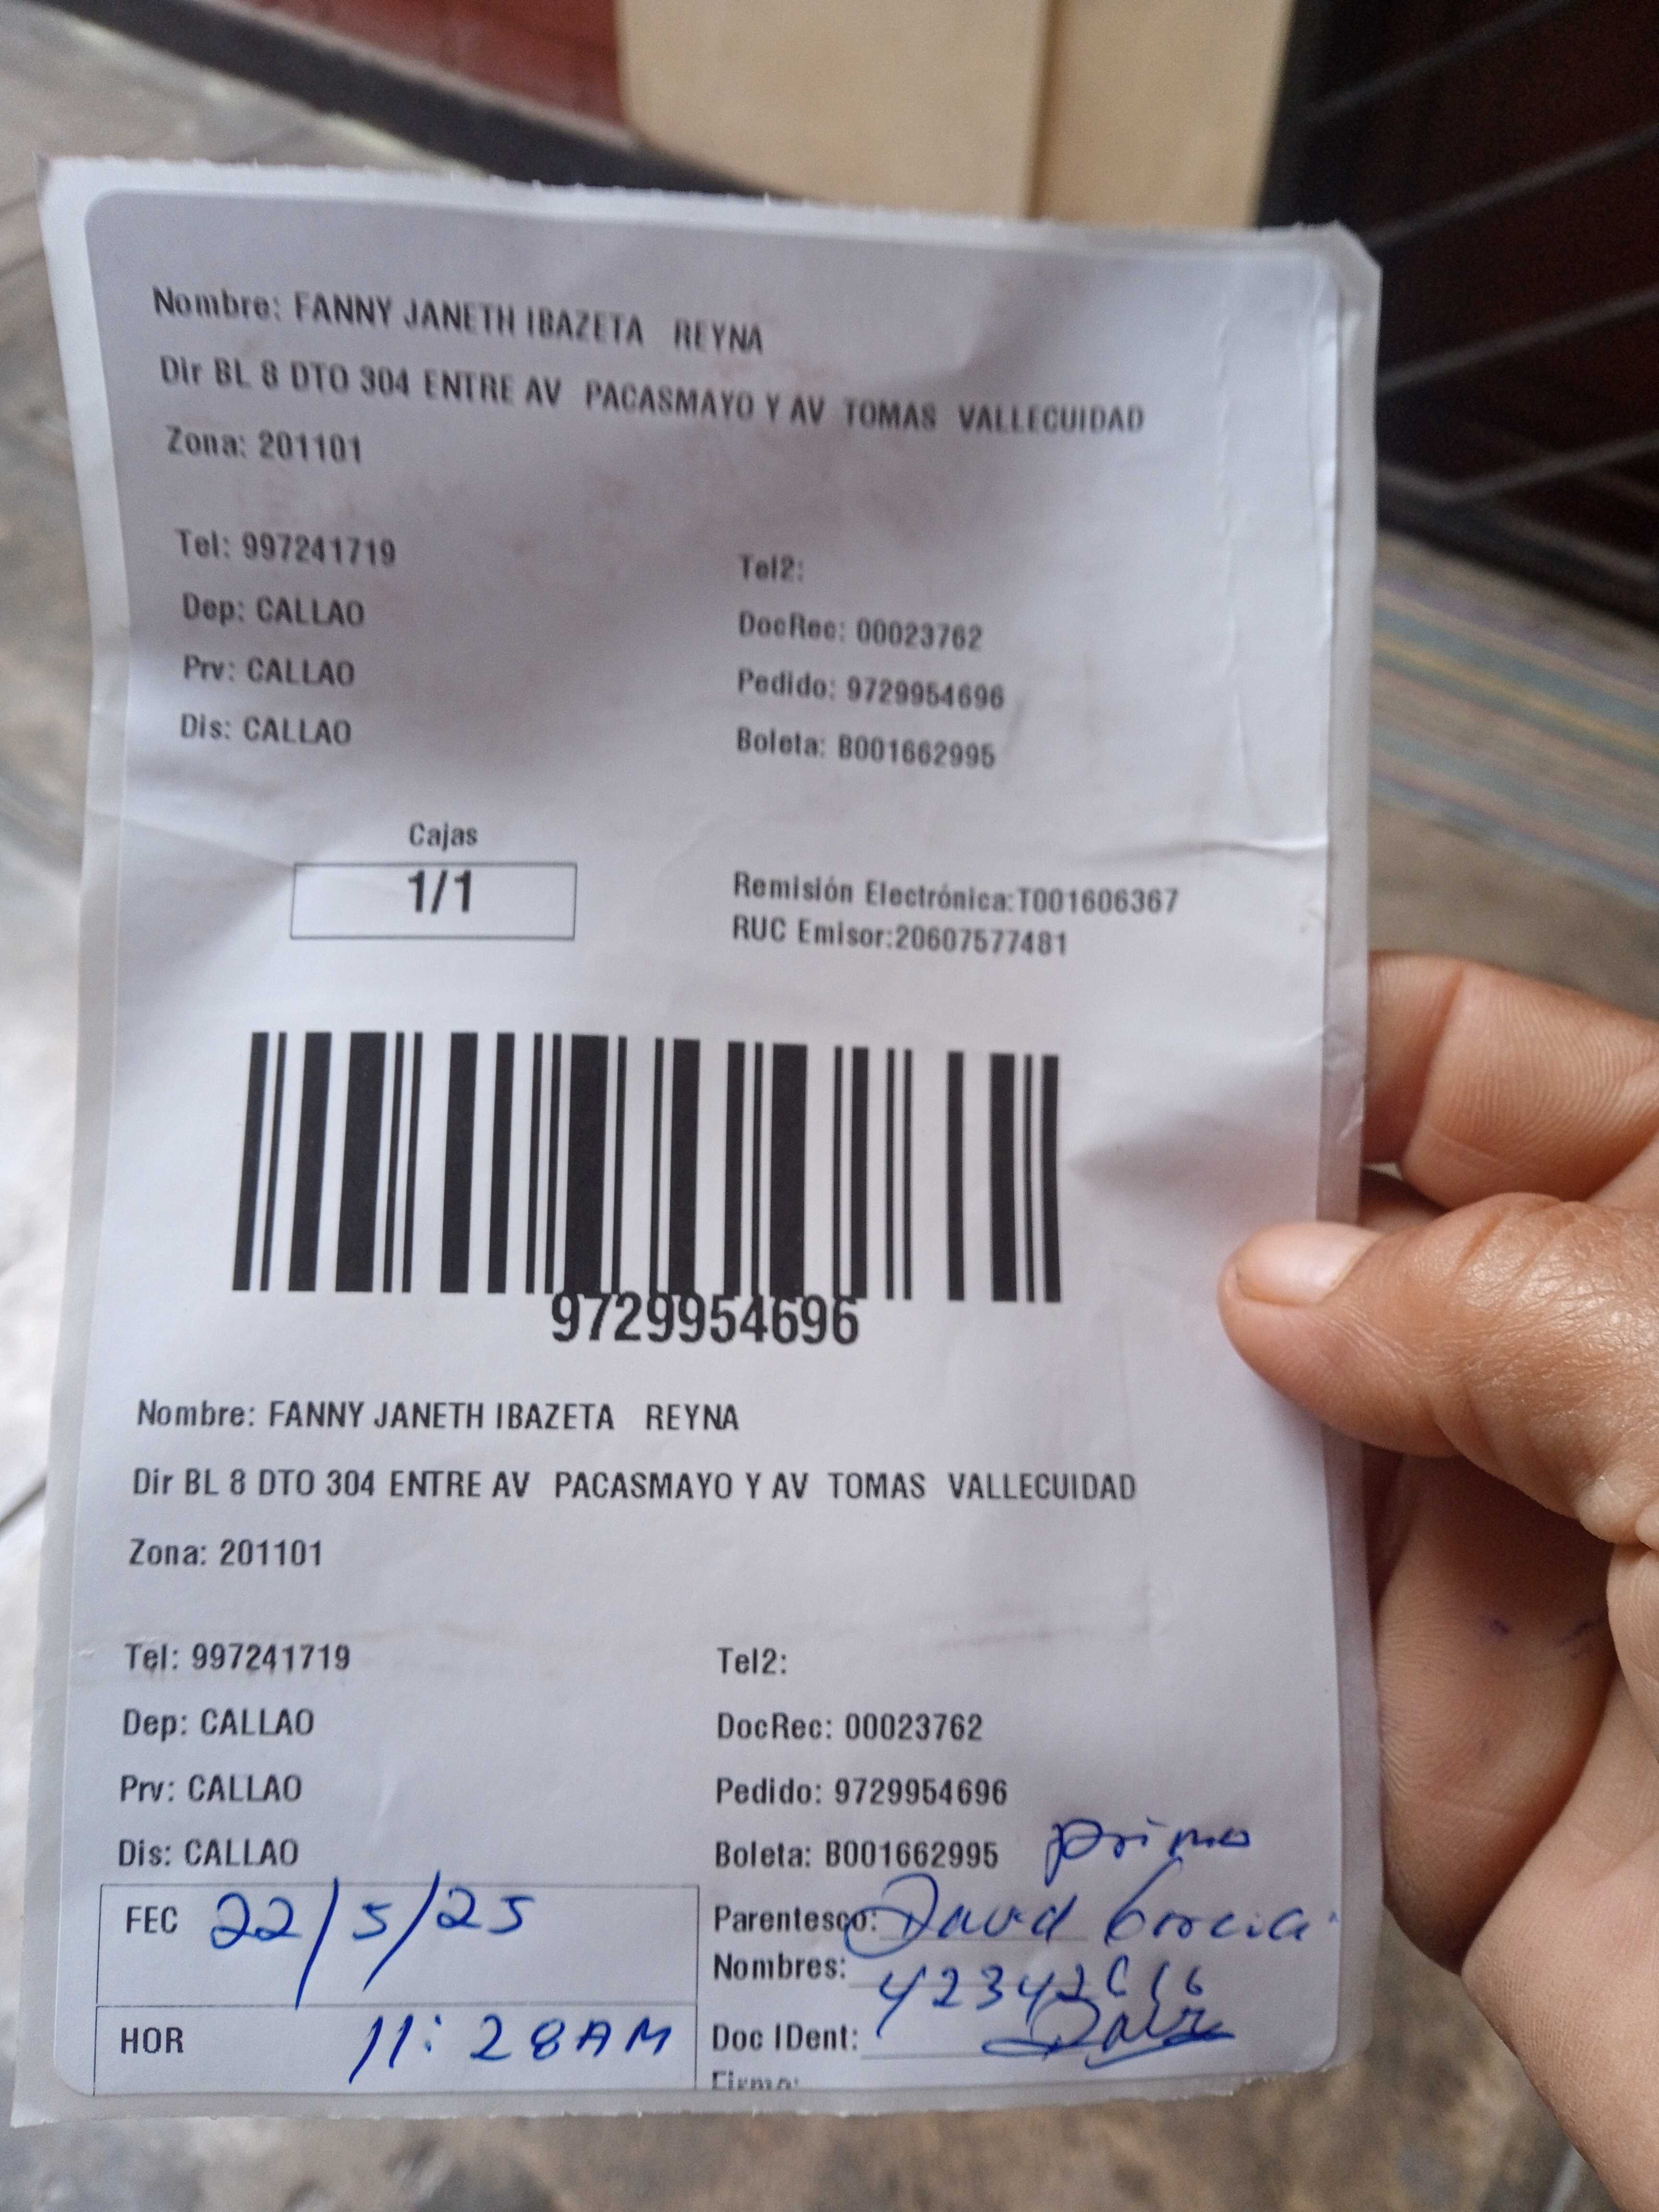 Nombre: FANNY JANETH IBAZETA REYNA
Dir BL 8 DTO 304 ENTRE AV PACASMAYO Y AV TOMAS VALLECUIDAD
Zona: 201101
Tel: 997241719 Tel2:
Dep: CALLAO DocRec: 00023762
Prv: CALLAO Pedido: 9729954696
Dis: CALLAO Boleta: B001662995
Cajas
1/1
Remisión Electrónica:T001606367
RUC Emisor:20607577481
9729954696
Nombre: FANNY JANETH IBAZETA REYNA
Dir BL 8 DTO 304 ENTRE AV PACASMAYO Y AV TOMAS VALLECUIDAD
Zona: 201101
Tel: 997241719 Tel2:
Dep: CALLAO DocRec: 00023762
Prv: CALLAO Pedido: 9729954696
Dis: CALLAO Boleta: B001662995 primo
FEC 22/5/25 Parentesco: David Garcia
Nombres:
HOR 11:28AM Doc IDent:
Firma: